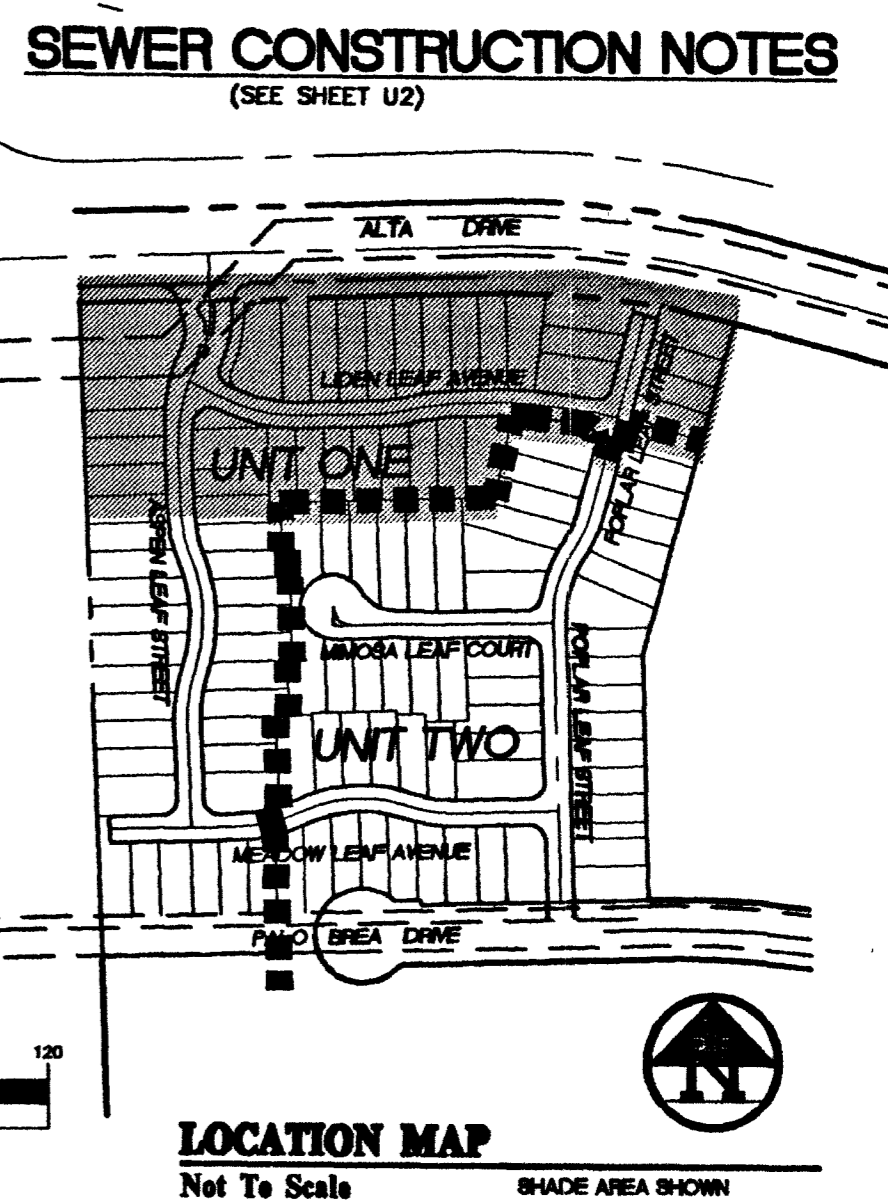 SEWER CONSTRUCTION NOTES
(SEE SHEET U2)
ALTA DRIVE
LIDEN LEAF AVENUE
POPLAR LEAF STREET
UNIT ONE
ASPEN LEAF STREET
MIMOSA LEAF COURT
POPLAR LEAF STREET
UNIT TWO
MEADOW LEAF AVENUE
PALO BREA DRIVE
120
N
LOCATION MAP
Not To Scale
SHADE AREA SHOWN